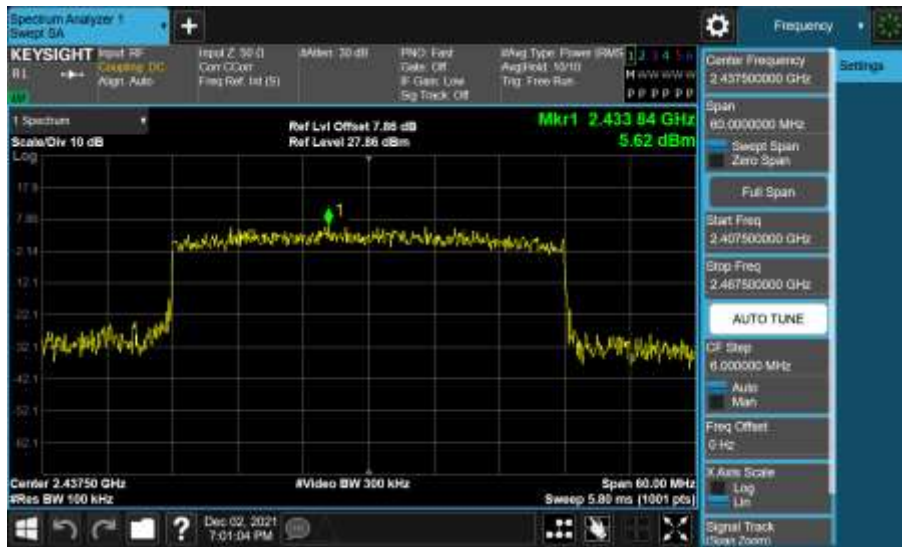 Spectrum Analyzer 1
Swept SA
+
Frequency
KEYSIGHT
Input: RF
Coupling: DC
Align: Auto
Input Z: 50 Ω
Corr CCorr
Freq Ref: Int (S)
#Atten: 30 dB
PNO: Fast
Gate: Off
IF Gain: Low
Sig Track: Off
#Avg Type: Power (RMS
Avg|Hold: 10/10
Trig: Free Run
1 2 3 4 5 6
M W W W W W
P P P P P P
Center Frequency
2.437500000 GHz
Settings
1 Spectrum
Scale/Div 10 dB
Ref Lvl Offset 7.86 dB
Ref Level 27.86 dBm
Mkr1 2.433 84 GHz
5.62 dBm
Span
60.0000000 MHz
Swept Span
Zero Span
Log
17.9
7.86
-2.14
-12.1
-22.1
-32.1
-42.1
-52.1
-62.1
1
Full Span
Start Freq
2.407500000 GHz
Stop Freq
2.467500000 GHz
AUTO TUNE
CF Step
6.000000 MHz
Auto
Man
Freq Offset
0 Hz
X Axis Scale
Log
Lin
Signal Track
(Span Zoom)
Center 2.43750 GHz
#Res BW 100 kHz
#Video BW 300 kHz
Span 60.00 MHz
Sweep 5.80 ms (1001 pts)
?
Dec 02, 2021
7:01:04 PM